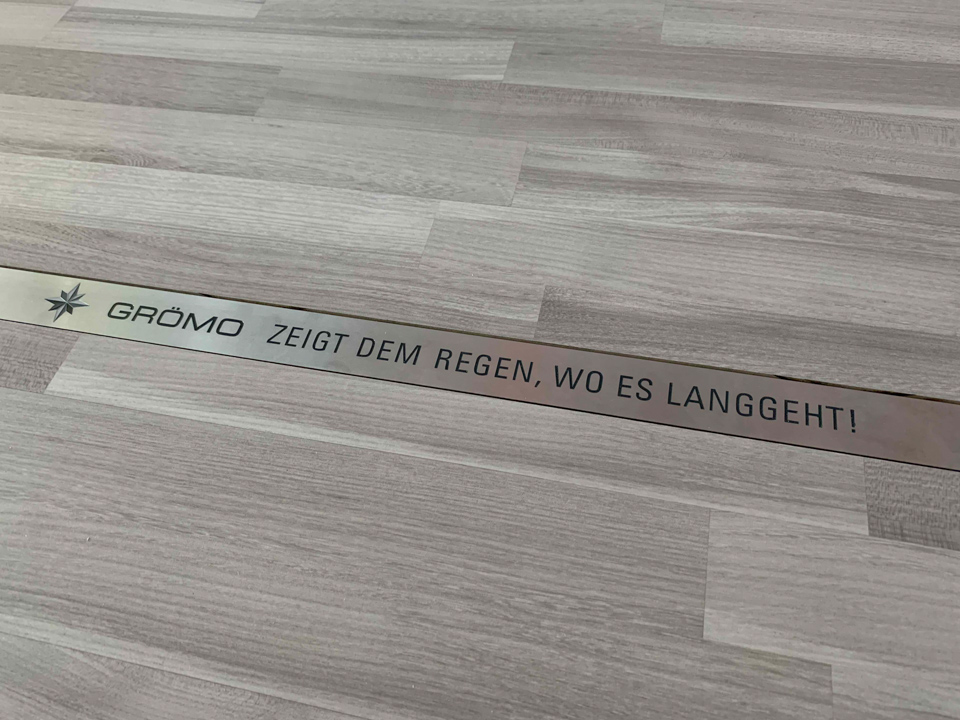 GRÖMO ZEIGT DEM REGEN, WO ES LANGGEHT!